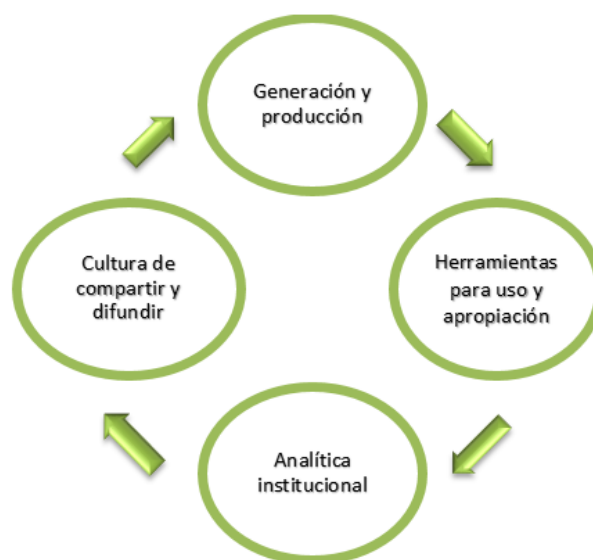 Generación y
producción
Herramientas
para uso y
apropiación
Analítica
institucional
Cultura de
compartir y
difundir